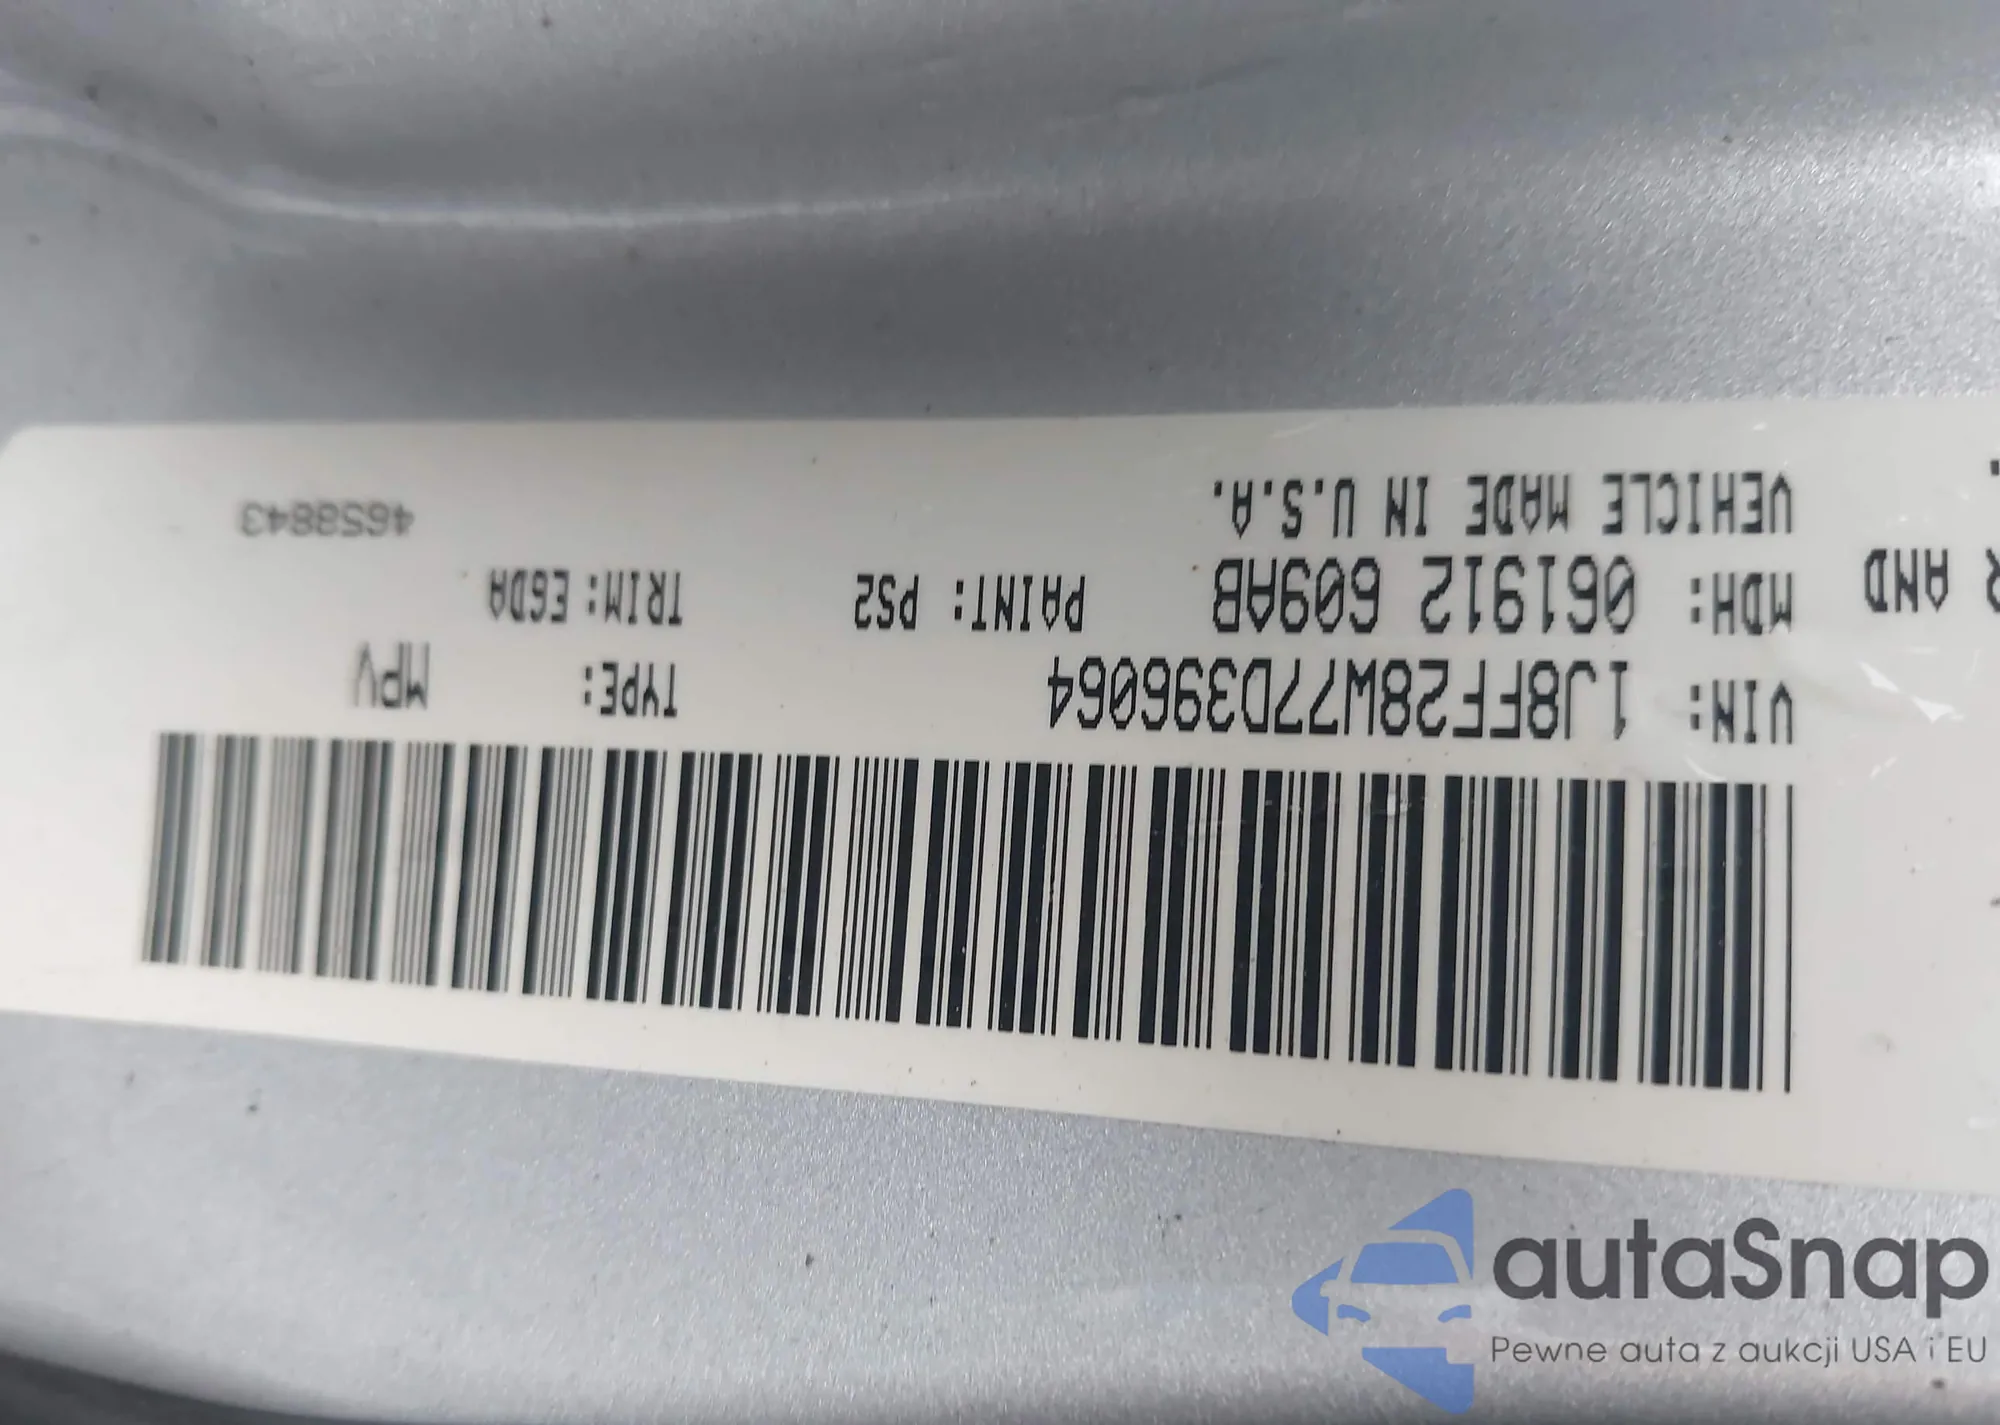 VIN: 1J8FF28W77D396064 TYPE: MPV
MDH: 061912 609AB PAINT: PS2 TRIM: E6DA
VEHICLE MADE IN U.S.A. 4658843
R AND
autaSnap
Pewne auta z aukcji USA i EU